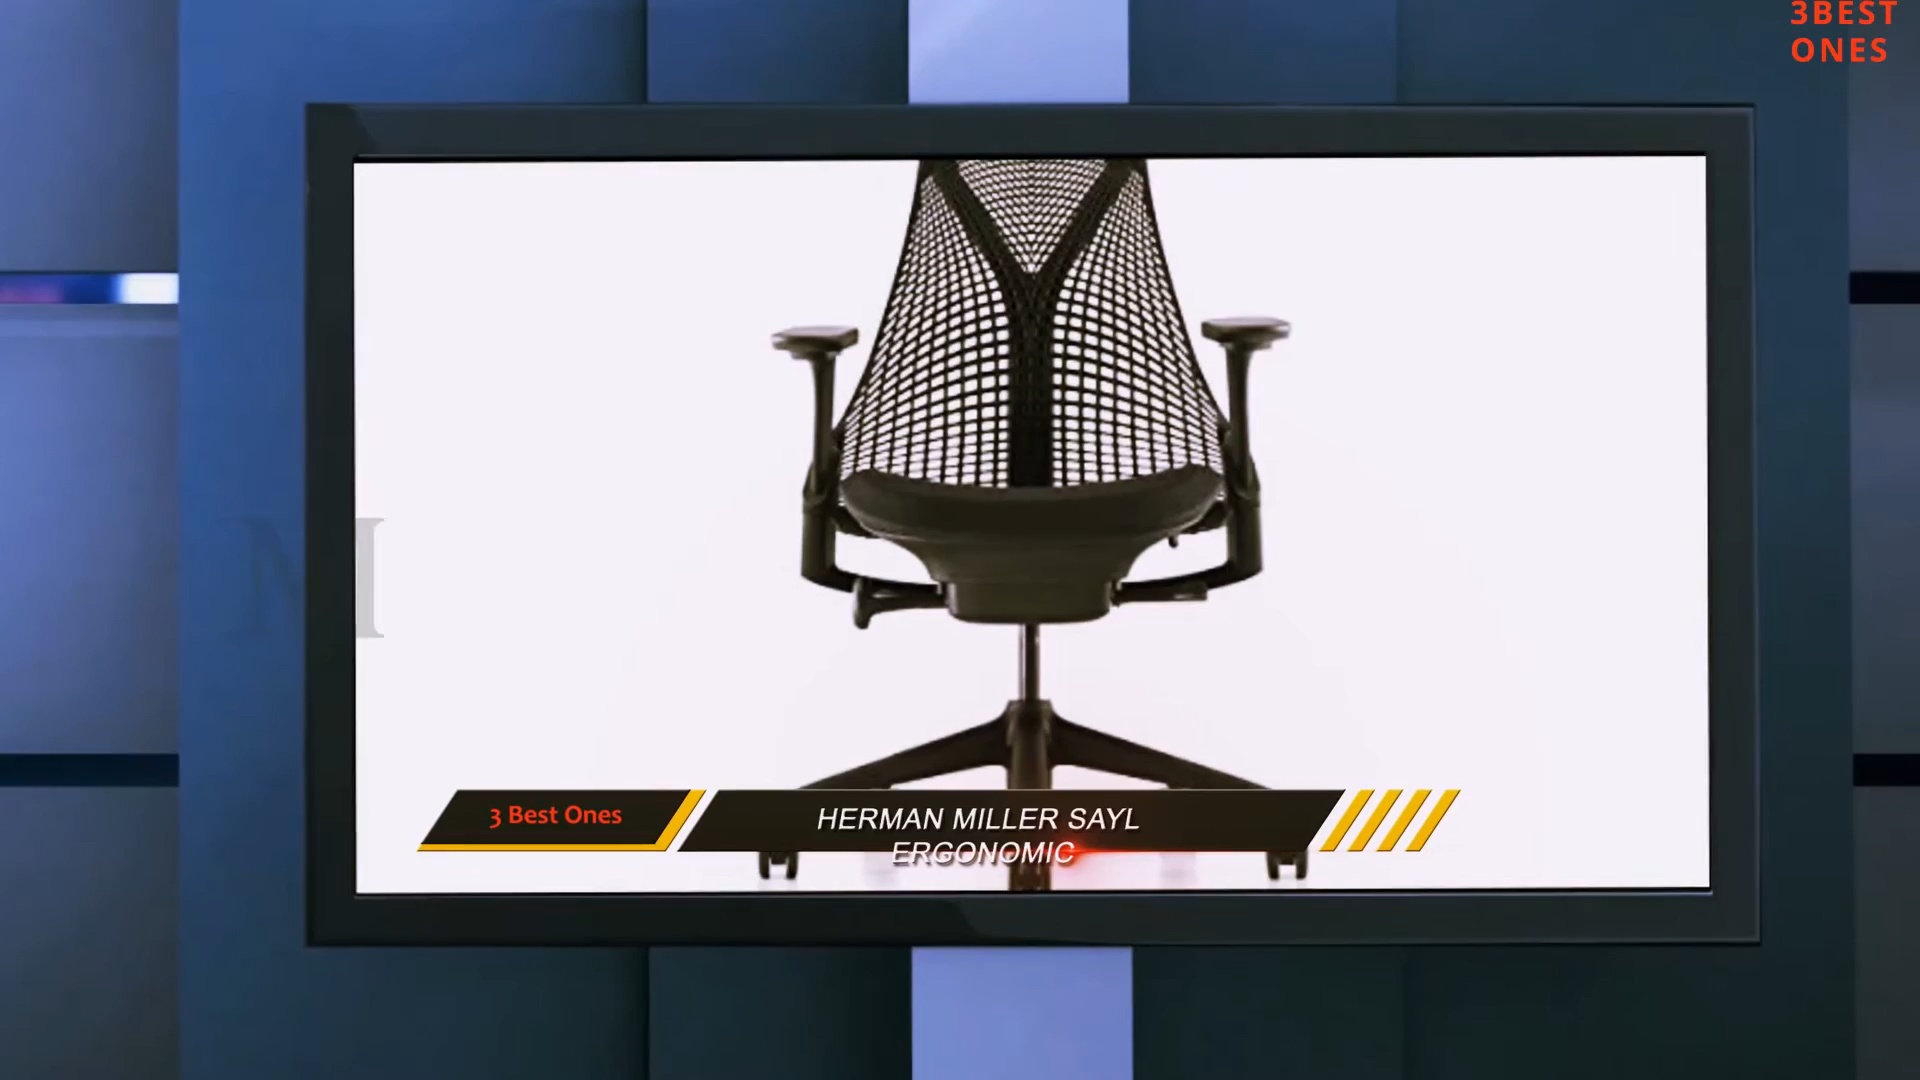 3BEST
ONES
M
3 Best Ones
HERMAN MILLER SAYL
ERGONOMIC